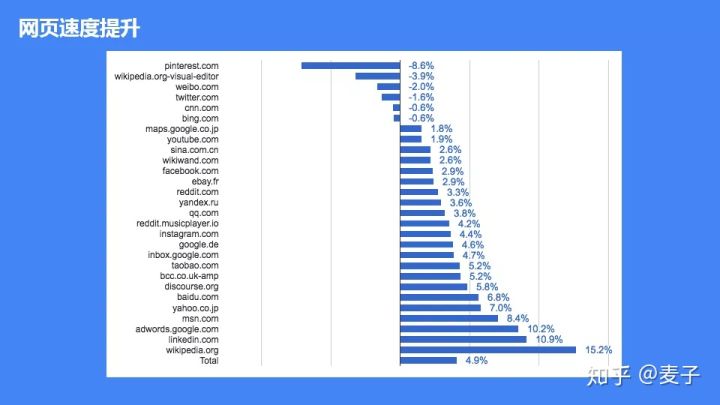 网页速度提升
pinterest.com -8.6%
wikipedia.org-visual-editor -3.9%
weibo.com -2.0%
twitter.com -1.6%
cnn.com -0.6%
bing.com -0.6%
maps.google.co.jp 1.8%
youtube.com 1.9%
sina.com.cn 2.6%
wikiwand.com 2.6%
facebook.com 2.9%
ebay.fr 2.9%
reddit.com 3.3%
yandex.ru 3.6%
qq.com 3.8%
reddit.musicplayer.io 4.2%
instagram.com 4.4%
google.de 4.6%
inbox.google.com 4.7%
taobao.com 5.2%
bcc.co.uk-amp 5.2%
discourse.org 5.8%
baidu.com 6.8%
yahoo.co.jp 7.0%
msn.com 8.4%
adwords.google.com 10.2%
linkedin.com 10.9%
wikipedia.org 15.2%
Total 4.9%
知乎 @麦子